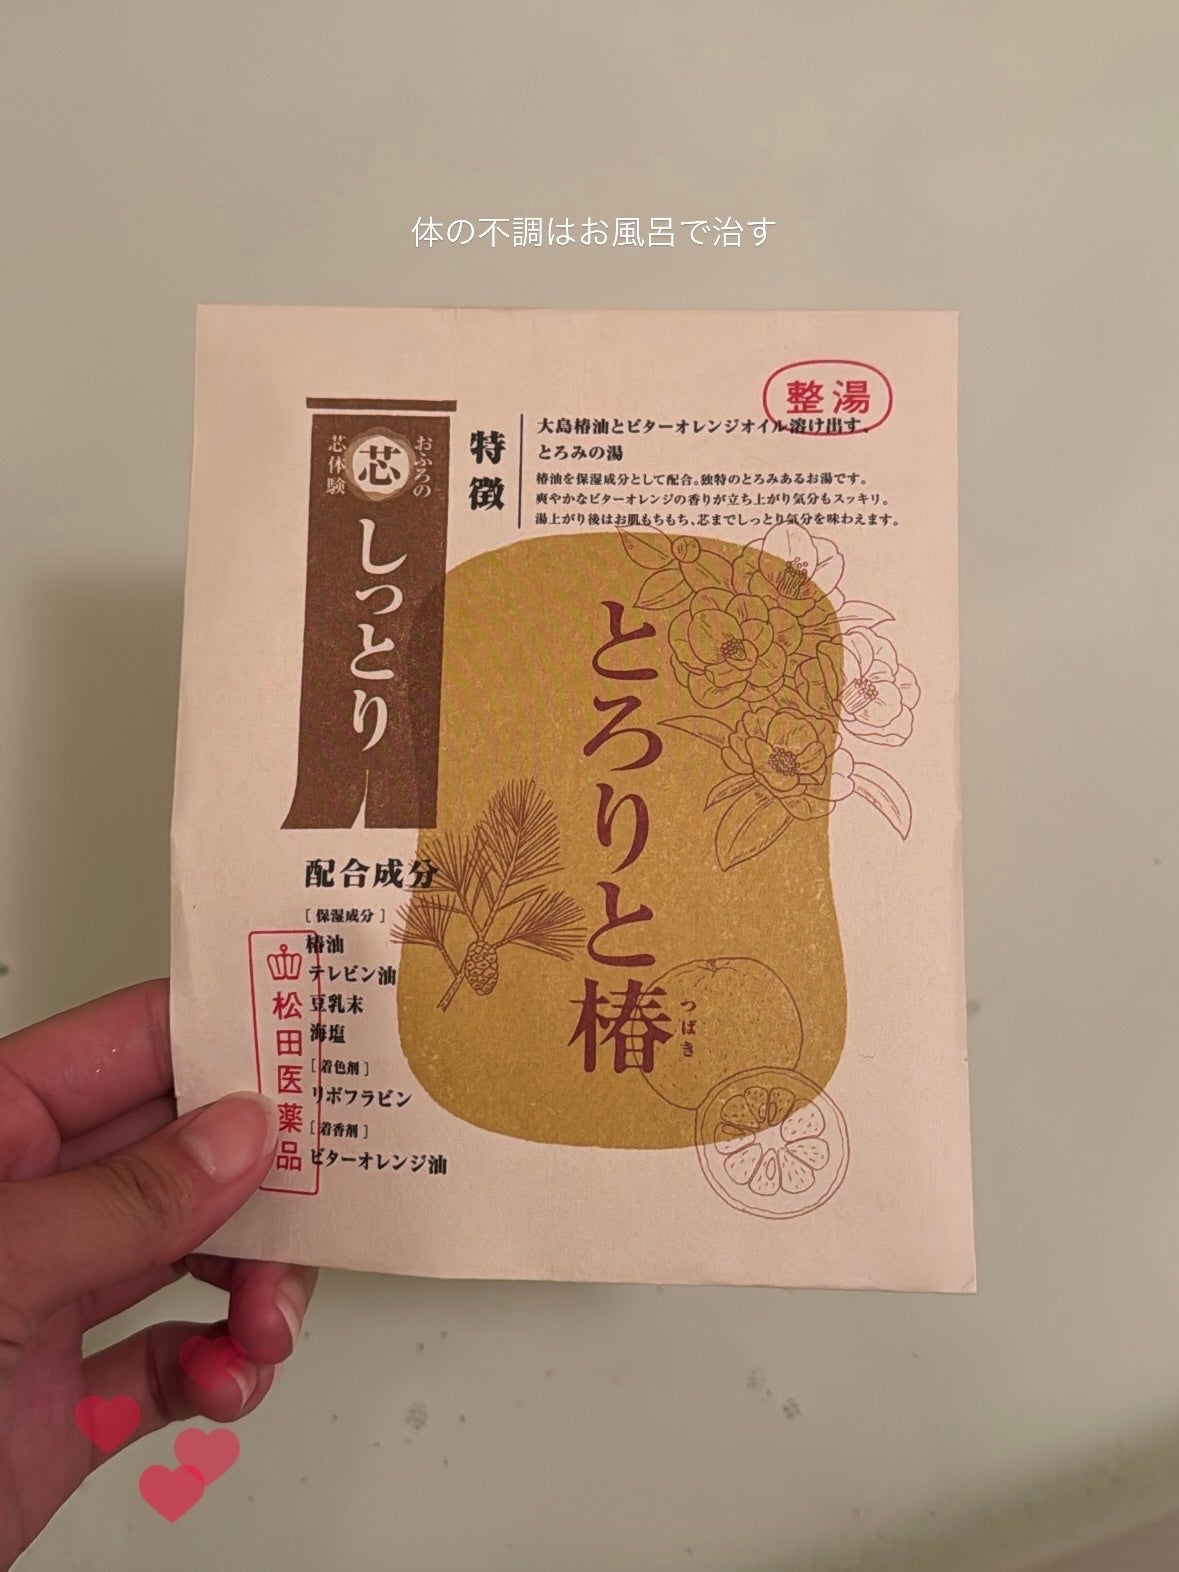 体の不調はお風呂で治す
整湯
特徴
大島椿油とビターオレンジオイル溶け出す、
とろみの湯
椿油を保湿成分として配合。独特のとろみあるお湯です。
爽やかなビターオレンジの香りが立ち上がり気分もスッキリ。
湯上がり後はお肌もちもち、芯までしっとり気分を味わえます。
おふろの
芯
芯体験
しっとり
とろりと椿
つばき
配合成分
[保湿成分]
椿油
テレビン油
豆乳末
海塩
[着色剤]
リボフラビン
[着香剤]
ビターオレンジ油
松田医薬品